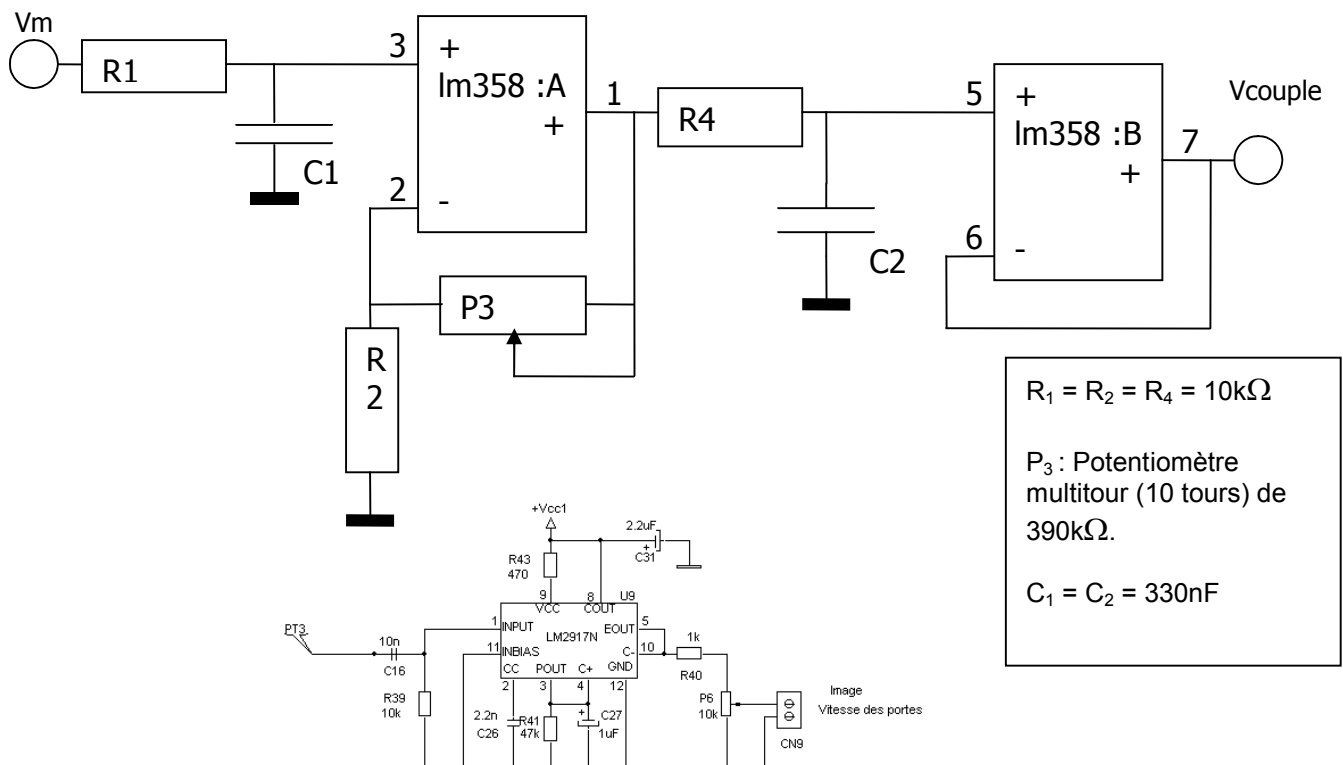 Vm
R1
3
+
lm358 :A
+
1
C1
2
-
R4
P3
R
2
5
+
lm358 :B
+
7
Vcouple
6
-
C2
R1 = R2 = R4 = 10kΩ
P3 : Potentiomètre
multitour (10 tours) de
390kΩ.
C1 = C2 = 330nF
+Vcc1
2.2uF
+
C31
R43
470
9
8
U9
VCC
COUT
PT3
1
INPUT
EOUT
5
LM2917N
11
INBIAS
C-
10
CC
POUT
C+
GND
2
3
4
12
10n
C16
R39
10k
2.2n
C26
R41
47k
+
C27
1uF
1k
R40
P6
10k
Image
Vitesse des portes
CN9